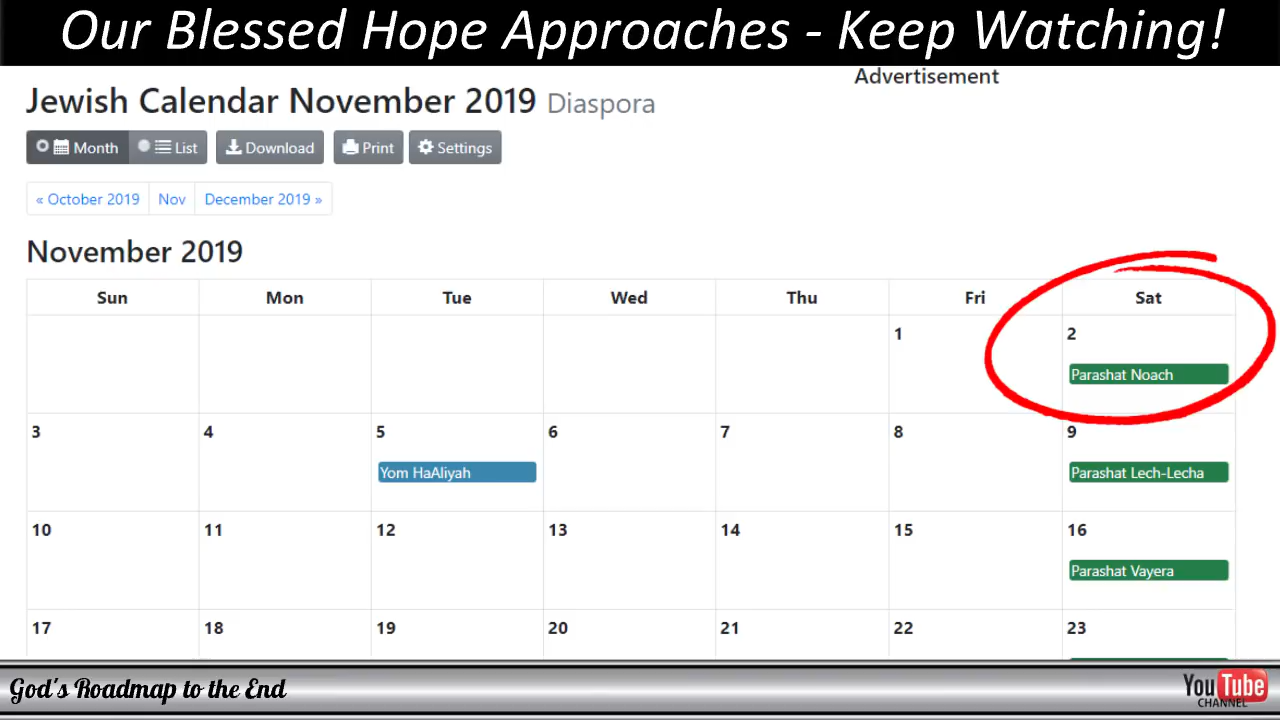 Our Blessed Hope Approaches - Keep Watching!
Advertisement
Jewish Calendar November 2019 Diaspora
Month List Download Print Settings
« October 2019 Nov December 2019 »
November 2019
Sun Mon Tue Wed Thu Fri Sat
1 2
Parashat Noach
3 4 5 6 7 8 9
Yom HaAliyah Parashat Lech-Lecha
10 11 12 13 14 15 16
Parashat Vayera
17 18 19 20 21 22 23
God's Roadmap to the End
YouTube
CHANNEL